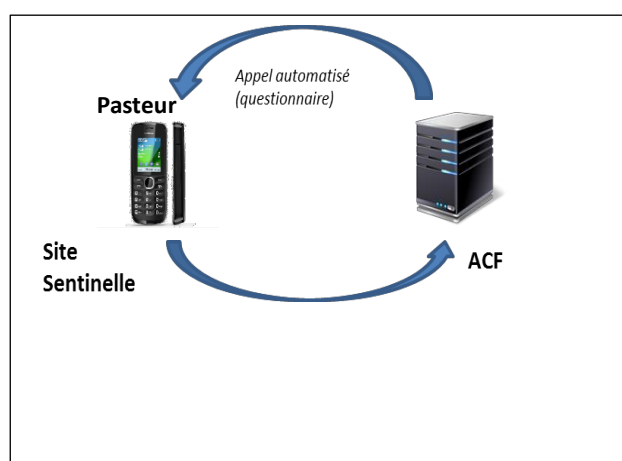 Appel automatisé
(questionnaire)
Pasteur
Site
Sentinelle
ACF